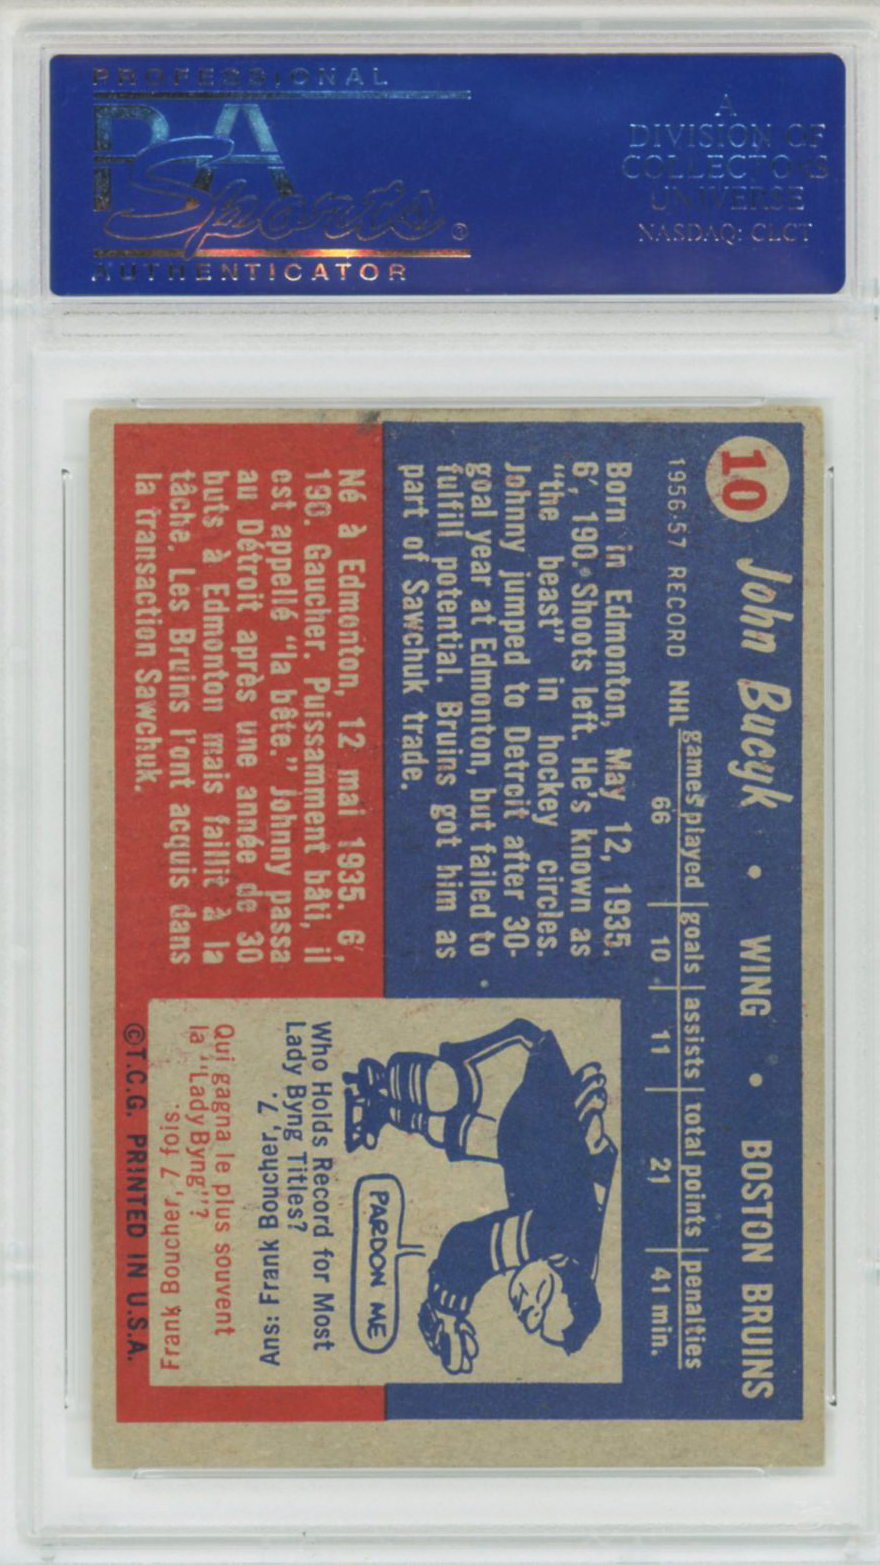 PROFESSIONAL
PSA
Sports®
AUTHENTICATOR
A
DIVISION OF
COLLECTORS
UNIVERSE
NASDAQ: CLCT
10 John Bucyk • WING • BOSTON BRUINS
games played goals assists total points penalties
1956-57 RECORD NHL 66 10 11 21 41 min.
Born in Edmonton, May 12, 1935.
6', 190. Shoots left. He's known as
"the beast" in hockey circles.
Johnny jumped to Detroit after 30-
goal year at Edmonton, but failed to
fulfill potential. Bruins got him as
part of Sawchuk trade.
Né à Edmonton, 12 mai 1935. 6',
190. Gaucher. Puissamment bâti, il
est appellé "la bête." Johnny passa
au Détroit après une année de 30
buts à Edmonton mais faillit à la
tâche. Les Bruins l'ont acquis dans
la transaction Sawchuk.
PARDON ME
Who Holds Record for Most
Lady Byng Titles?
Ans: Frank Boucher, 7.
Qui gagna le plus souvent
la "Lady Byng"?
Frank Boucher, 7 fois.
©T.C.G. PRINTED IN U.S.A.